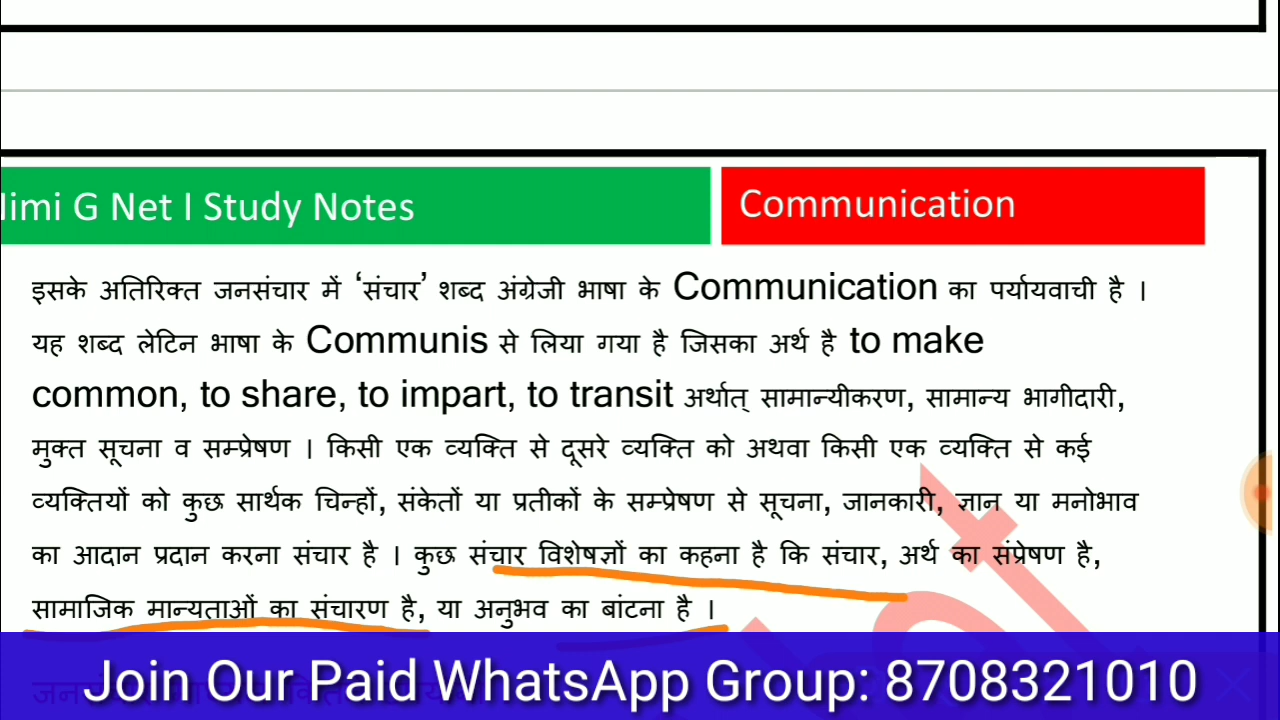 G Net I Study Notes
Communication
इसके अतिरिक्त जनसंचार में ‘संचार’ शब्द अंग्रेजी भाषा के Communication का पर्यायवाची है ।
यह शब्द लेटिन भाषा के Communis से लिया गया है जिसका अर्थ है to make
common, to share, to impart, to transit अर्थात् सामान्यीकरण, सामान्य भागीदारी,
मुक्त सूचना व सम्प्रेषण । किसी एक व्यक्ति से दूसरे व्यक्ति को अथवा किसी एक व्यक्ति से कई
व्यक्तियों को कुछ सार्थक चिन्हों, संकेतों या प्रतीकों के सम्प्रेषण से सूचना, जानकारी, ज्ञान या मनोभाव
का आदान प्रदान करना संचार है । कुछ संचार विशेषज्ञों का कहना है कि संचार, अर्थ का संप्रेषण है,
सामाजिक मान्यताओं का संचारण है, या अनुभव का बांटना है ।
Join Our Paid WhatsApp Group: 8708321010